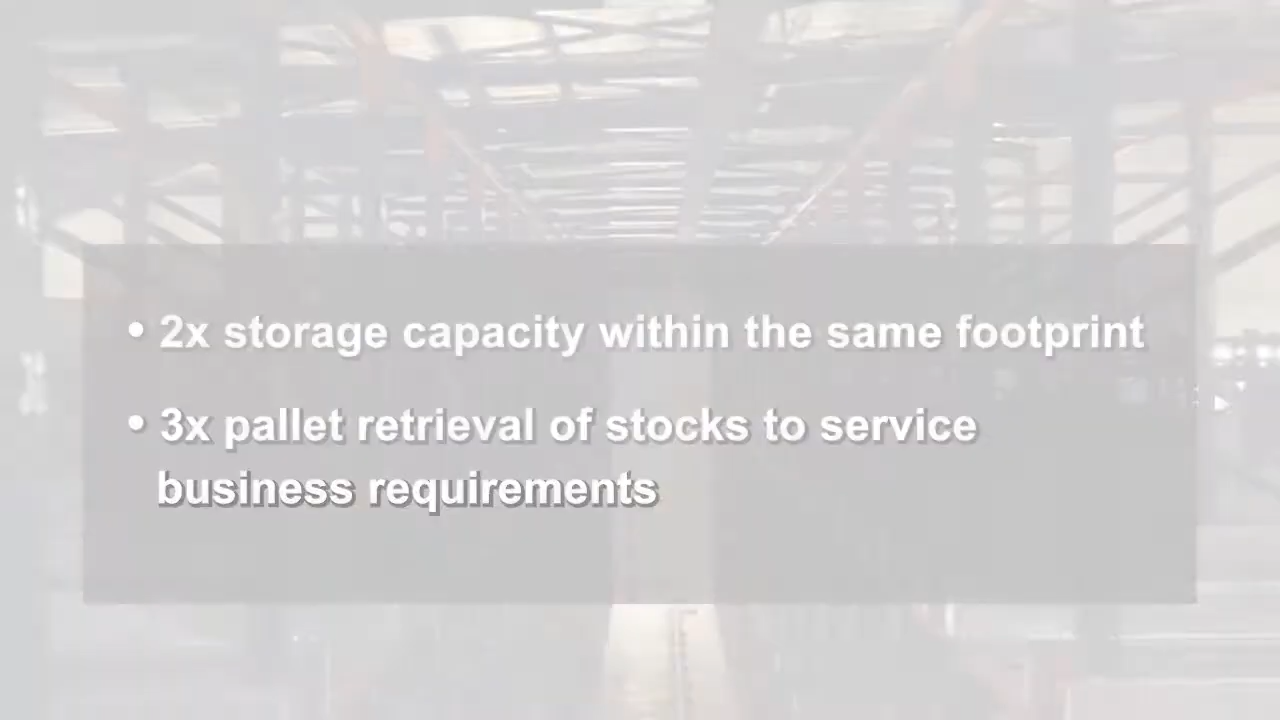 • 2x storage capacity within the same footprint
• 3x pallet retrieval of stocks to service
business requirements